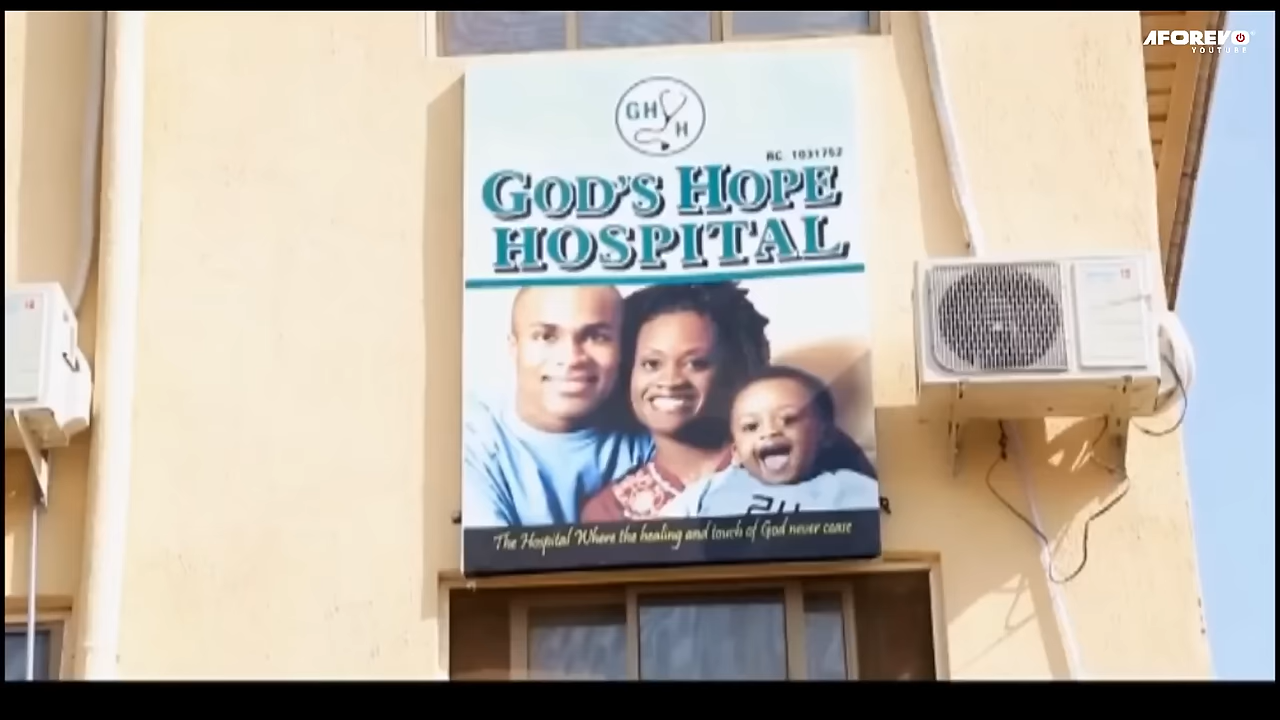 AFOREVO
YOUTUBE
GH
H
RC. 1031752
GOD'S HOPE
HOSPITAL
24
The Hospital Where the healing and touch of God never cease